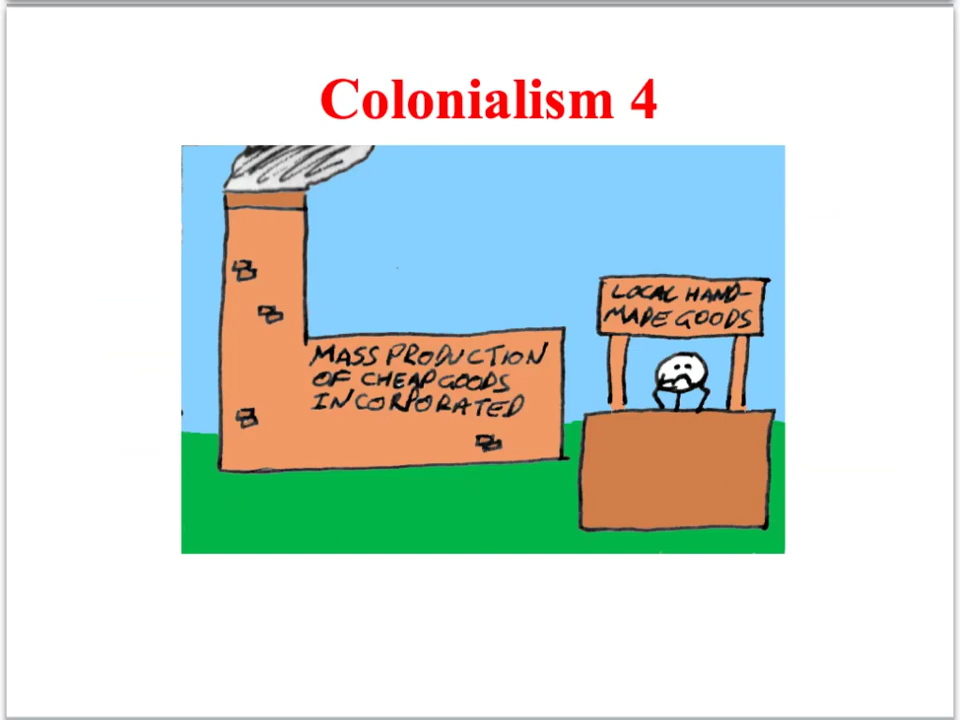 Colonialism 4
MASS PRODUCTION
OF CHEAP GOODS
INCORPORATED
LOCAL HAND-
MADE GOODS